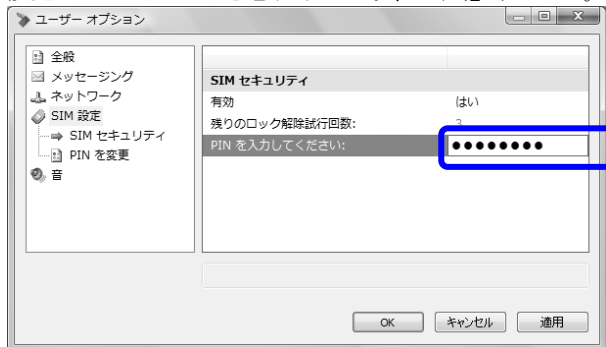 ユーザー オプション
全般
メッセージング
ネットワーク
SIM 設定
SIM セキュリティ
PIN を変更
音
SIM セキュリティ
有効 はい
残りのロック解除試行回数: 3
PIN を入力してください: ●●●●●●●●
OK キャンセル 適用